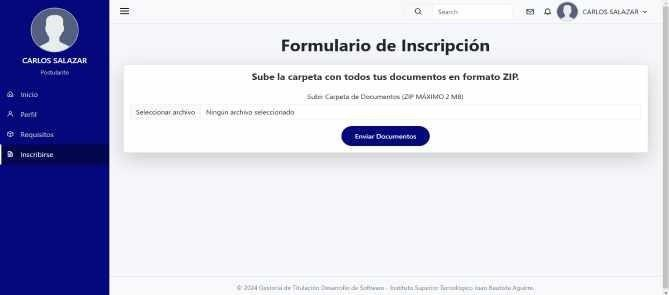 CARLOS SALAZAR
Postulante
Inicio
Perfil
Requisitos
Inscribirse
Search
CARLOS SALAZAR
Formulario de Inscripción
Sube la carpeta con todos tus documentos en formato ZIP.
Subir Carpeta de Documentos (ZIP MÁXIMO 2 MB)
Seleccionar archivo Ningún archivo seleccionado
Enviar Documentos
© 2024 Gestorial de Titulación Desarrollo de Software - Instituto Superior Tecnológico Juan Bautista Aguirre.